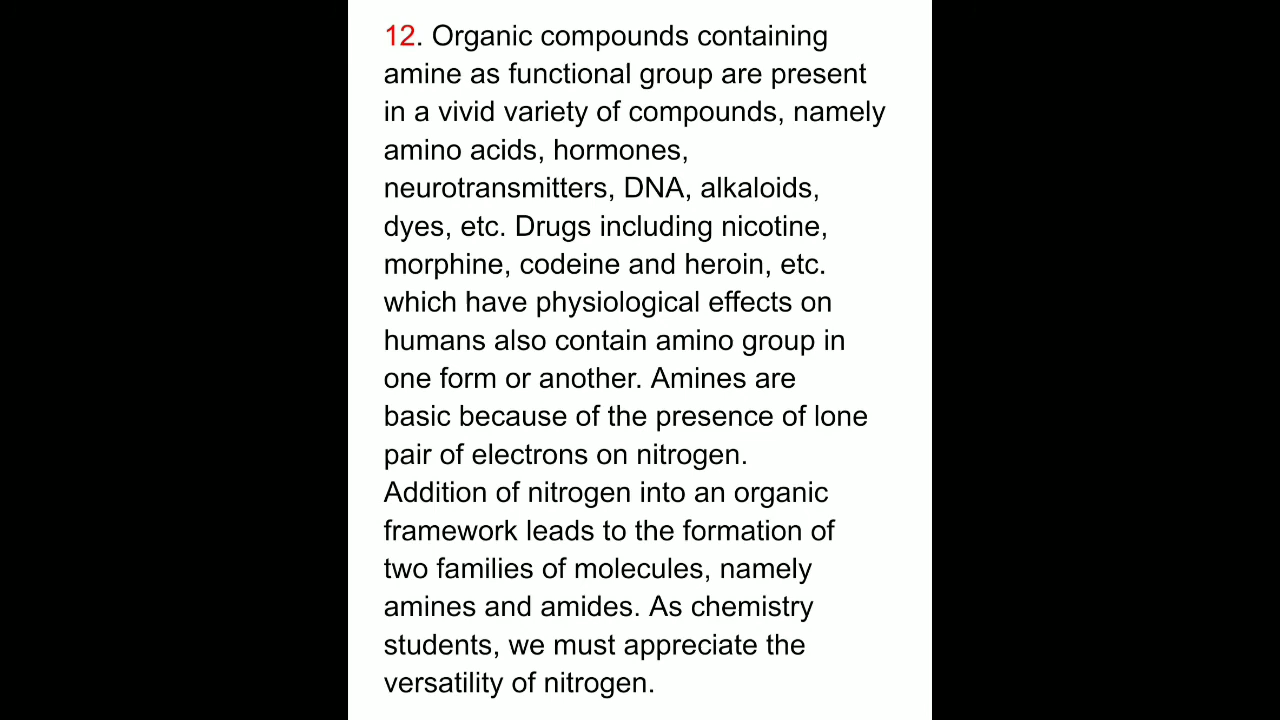 12. Organic compounds containing
amine as functional group are present
in a vivid variety of compounds, namely
amino acids, hormones,
neurotransmitters, DNA, alkaloids,
dyes, etc. Drugs including nicotine,
morphine, codeine and heroin, etc.
which have physiological effects on
humans also contain amino group in
one form or another. Amines are
basic because of the presence of lone
pair of electrons on nitrogen.
Addition of nitrogen into an organic
framework leads to the formation of
two families of molecules, namely
amines and amides. As chemistry
students, we must appreciate the
versatility of nitrogen.